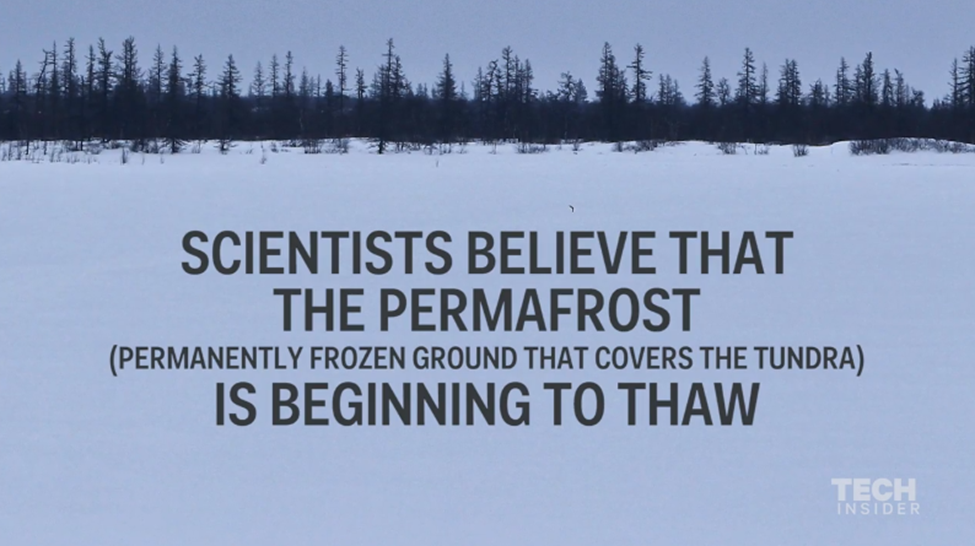 SCIENTISTS BELIEVE THAT
THE PERMAFROST
(PERMANENTLY FROZEN GROUND THAT COVERS THE TUNDRA)
IS BEGINNING TO THAW
TECH
INSIDER